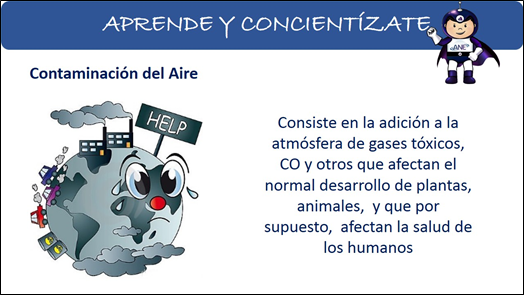 APRENDE Y CONCIENTÍZATE
ANE
Contaminación del Aire
HELP
Consiste en la adición a la
atmósfera de gases tóxicos,
CO y otros que afectan el
normal desarrollo de plantas,
animales, y que por
supuesto, afectan la salud de
los humanos